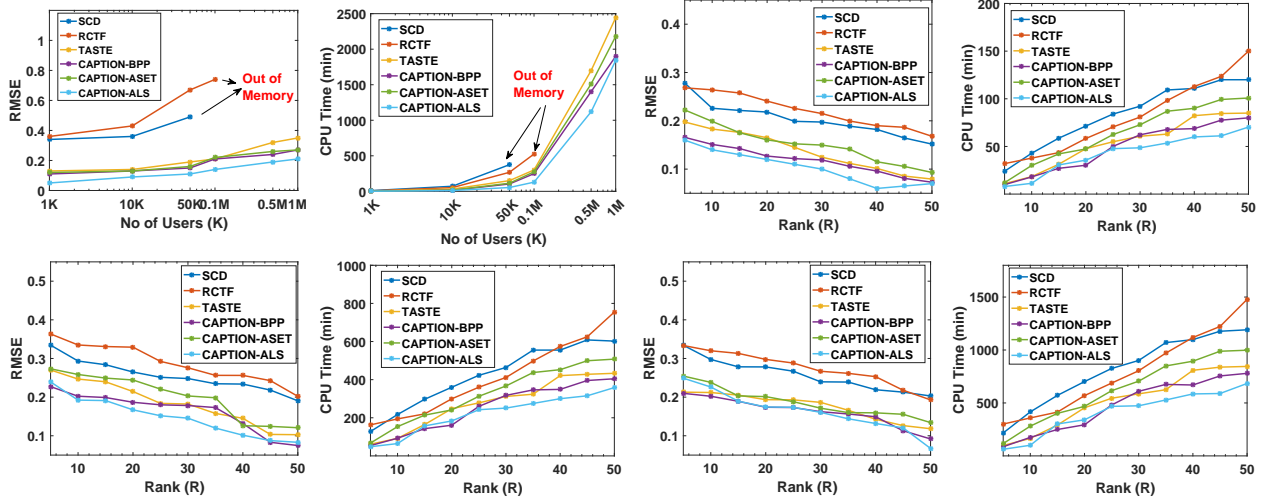 RMSE
1
0.8
0.6
0.4
0.2
0
SCD
RCTF
TASTE
CAPTION-BPP
CAPTION-ASET
CAPTION-ALS
Out of
Memory
1K 10K 50K 0.1M 0.5M 1M
No of Users (K)
CPU Time (min)
2500
2000
1500
1000
500
0
SCD
RCTF
TASTE
CAPTION-BPP
CAPTION-ASET
CAPTION-ALS
Out of
Memory
1K 10K 50K 0.1M 0.5M 1M
No of Users (K)
RMSE
0.4
0.3
0.2
0.1
SCD
RCTF
TASTE
CAPTION-BPP
CAPTION-ASET
CAPTION-ALS
10 20 30 40 50
Rank (R)
CPU Time (min)
200
150
100
50
SCD
RCTF
TASTE
CAPTION-BPP
CAPTION-ASET
CAPTION-ALS
10 20 30 40 50
Rank (R)
RMSE
0.5
0.4
0.3
0.2
0.1
SCD
RCTF
TASTE
CAPTION-BPP
CAPTION-ASET
CAPTION-ALS
10 20 30 40 50
Rank (R)
CPU Time (min)
1000
800
600
400
200
0
SCD
RCTF
TASTE
CAPTION-BPP
CAPTION-ASET
CAPTION-ALS
10 20 30 40 50
Rank (R)
RMSE
0.5
0.4
0.3
0.2
0.1
SCD
RCTF
TASTE
CAPTION-BPP
CAPTION-ASET
CAPTION-ALS
10 20 30 40 50
Rank (R)
CPU Time (min)
1500
1000
500
SCD
RCTF
TASTE
CAPTION-BPP
CAPTION-ASET
CAPTION-ALS
10 20 30 40 50
Rank (R)